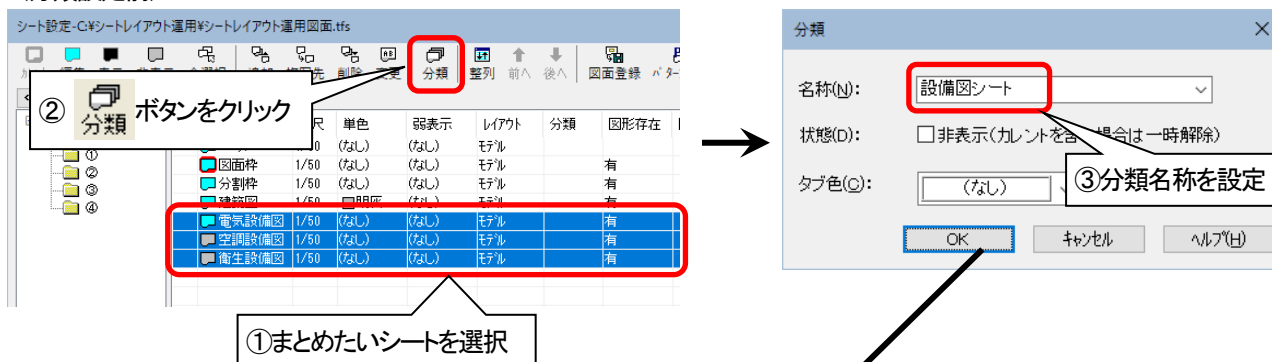 シート設定-C:¥シートレイアウト運用¥シートレイアウト運用図面.tfs
分類 整列 前へ 後へ 図面登録
② 分類 ボタンをクリック
単色 弱表示 レイアウト 分類 図形存在
(なし) (なし) モデル
① 図面枠 1/50 (なし) (なし) モデル 有
② 分割枠 1/50 (なし) (なし) モデル 有
③ 建築図 1/50 モデル 有
④ 電気設備図 1/50 (なし) (なし) モデル 有
空調設備図 1/50 (なし) (なし) モデル 有
衛生設備図 1/50 (なし) (なし) モデル 有
①まとめたいシートを選択
分類
名称(N): 設備図シート
状態(D): 非表示(カレントを含 場合は一時解除)
③分類名称を設定
タブ色(C): (なし)
OK キャンセル ヘルプ(H)